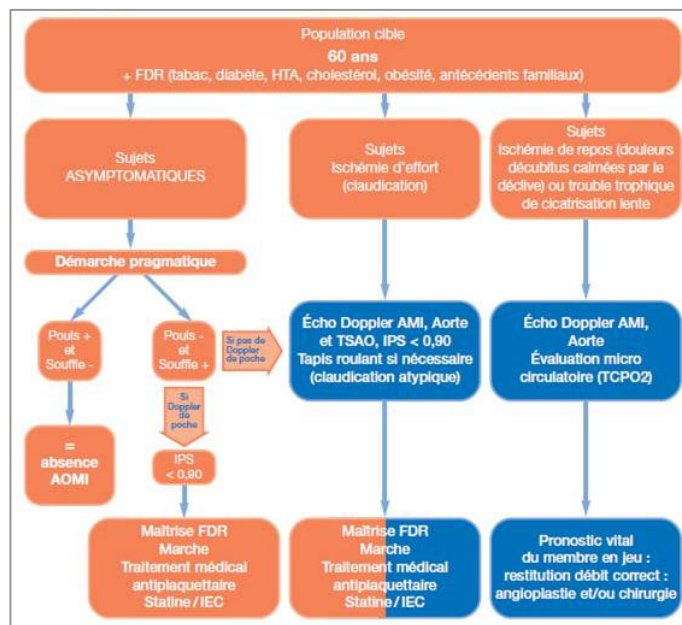 Population cible
60 ans
+ FDR (tabac, diabète, HTA, cholestérol, obésité, antécédents familiaux)
Sujets
ASYMPTOMATIQUES
Sujets
Ischémie d'effort
(claudication)
Sujets
Ischémie de repos (douleurs
décubitus calmées par le
déclive) ou trouble trophique
de cicatrisation lente
Démarche pragmatique
Pouls +
et
Souffle -
Pouls -
et
Souffle +
Si pas de
Doppler
de poche
Écho Doppler AMI, Aorte
et TSAO, IPS < 0,90
Tapis roulant si nécessaire
(claudication atypique)
Écho Doppler AMI,
Aorte
Évaluation micro
circulatoire (TCPO2)
Si
Doppler
de
poche
=
absence
AOMI
IPS
< 0,90
Maîtrise FDR
Marche
Traitement médical
antiplaquettaire
Statine / IEC
Maîtrise FDR
Marche
Traitement médical
antiplaquettaire
Statine / IEC
Pronostic vital
du membre en jeu :
restitution débit correct :
angioplastie et/ou chirurgie